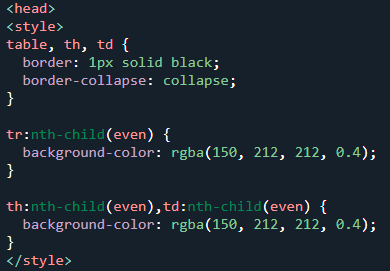 <head>
<style>
table, th, td {
  border: 1px solid black;
  border-collapse: collapse;
}

tr:nth-child(even) {
  background-color: rgba(150, 212, 212, 0.4);
}

th:nth-child(even),td:nth-child(even) {
  background-color: rgba(150, 212, 212, 0.4);
}
</style>